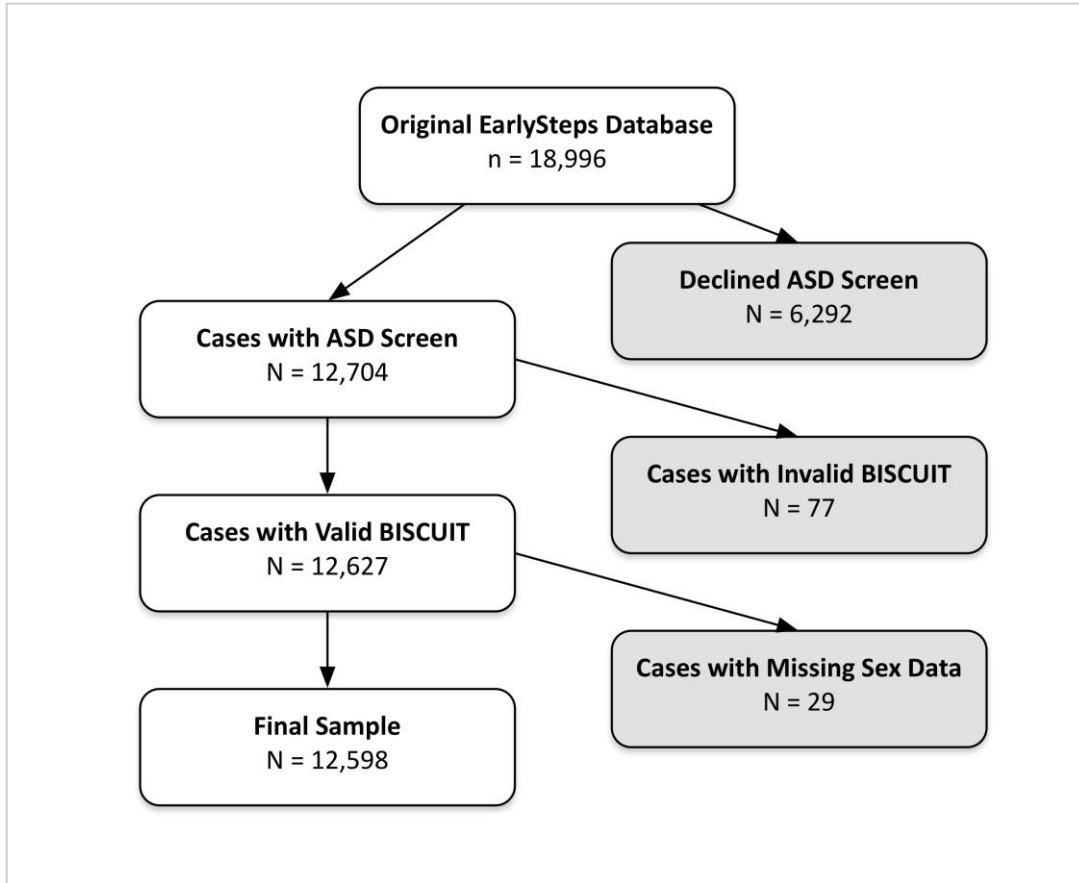 Original EarlySteps Database
n = 18,996
Declined ASD Screen
N = 6,292
Cases with ASD Screen
N = 12,704
Cases with Invalid BISCUIT
N = 77
Cases with Valid BISCUIT
N = 12,627
Cases with Missing Sex Data
N = 29
Final Sample
N = 12,598